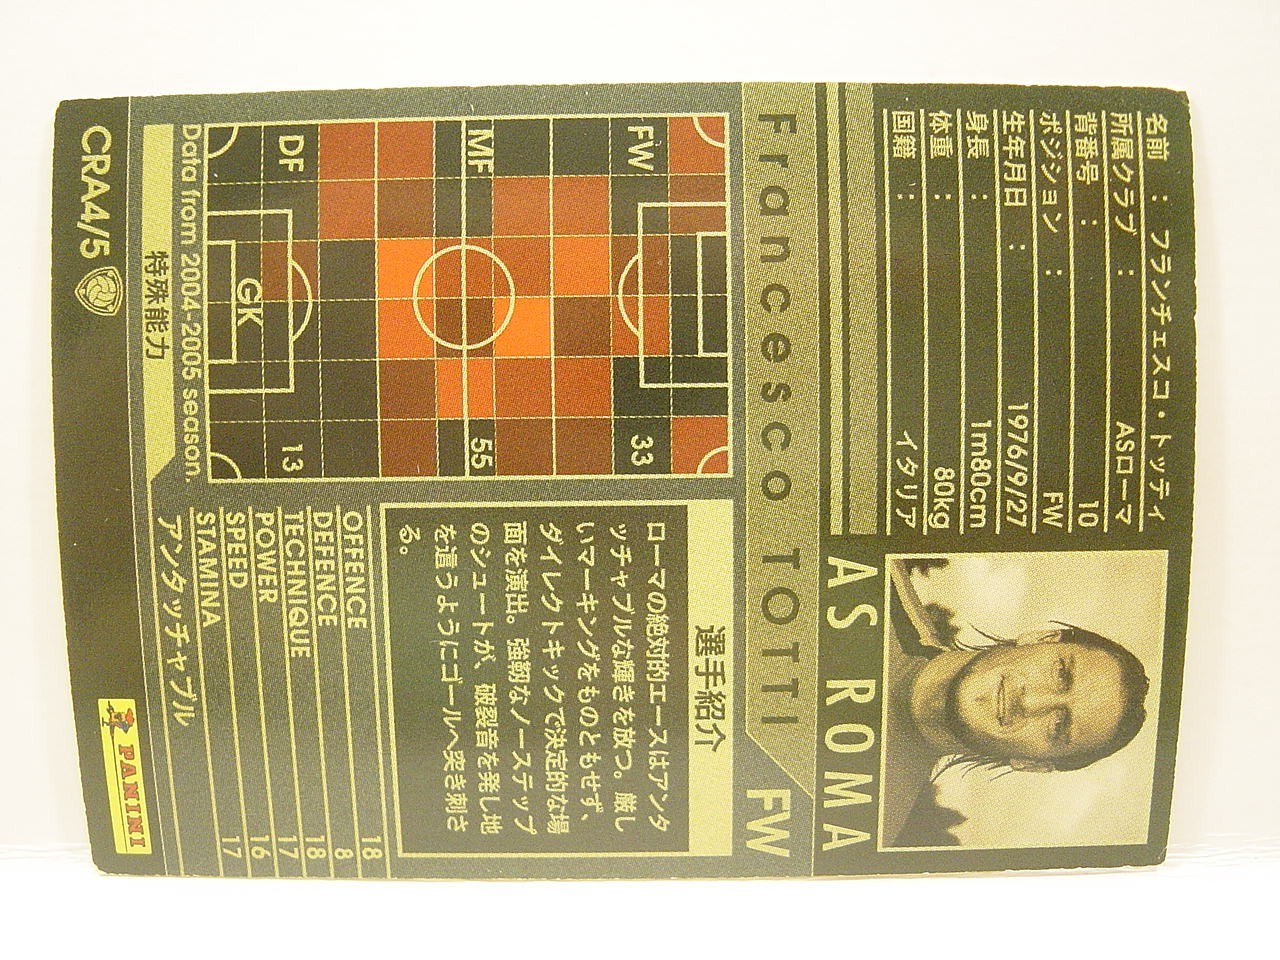 名前 : フランチェスコ・トッティ
所属クラブ : ASローマ
背番号 : 10
ポジション : FW
生年月日 : 1976/9/27
身長 : 1m80cm
体重 : 80kg
国籍 : イタリア
AS ROMA
Francesco TOTTI FW
FW 33
MF 55
DF 13
GK
Data from 2004-2005 season.
選手紹介
ローマの絶対的エースはアンタ
ッチャブルな輝きを放つ。厳し
いマーキングをものともせず、
ダイレクトキックで決定的な場
面を演出。強靭なノーステップ
のシュートが、破裂音を発し地
を這うようにゴールへ突き刺さ
る。
OFFENCE 18
DEFENCE 8
TECHNIQUE 18
POWER 17
SPEED 16
STAMINA 17
特殊能力
アンタッチャブル
CRA4/5
PANINI